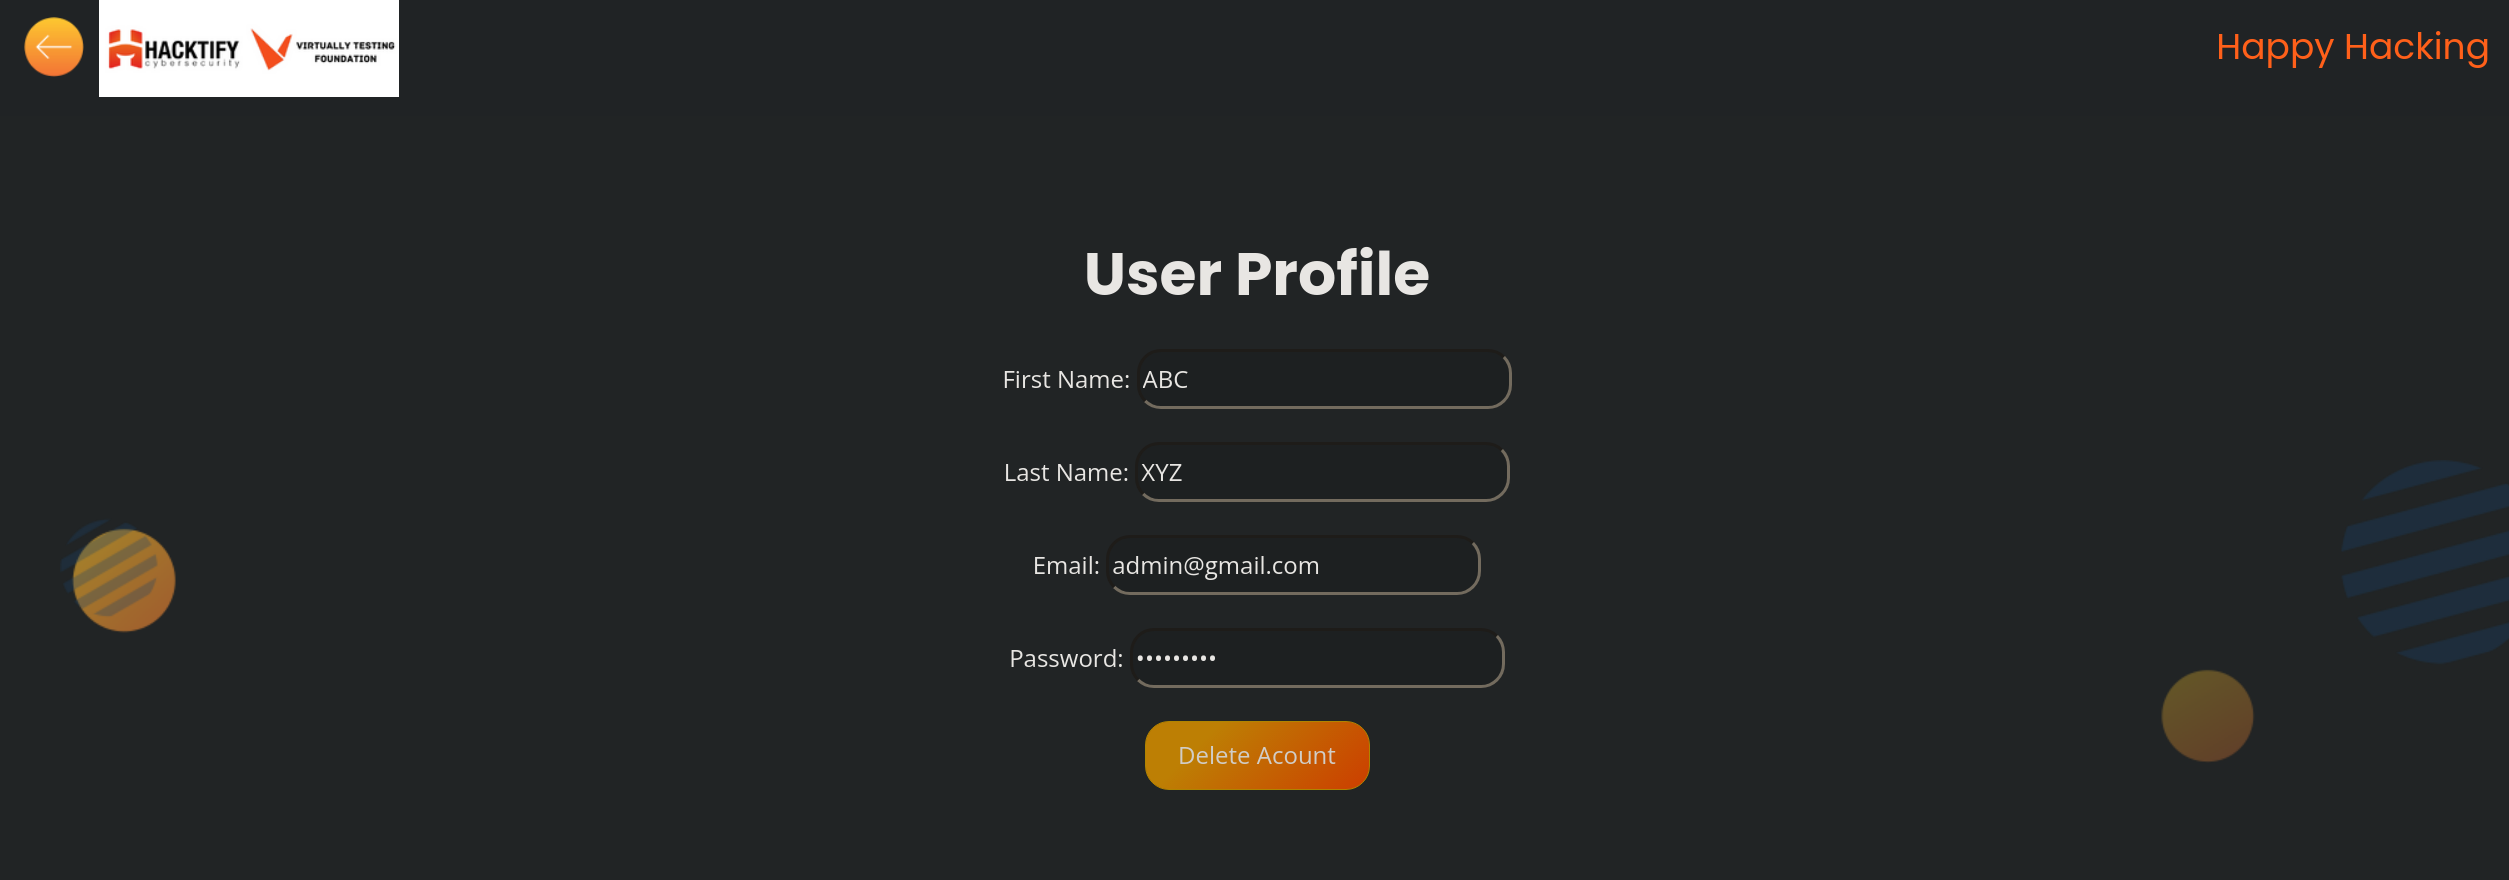 HACKTIFY
cybersecurity
VIRTUALLY TESTING
FOUNDATION
Happy Hacking
User Profile
First Name: ABC
Last Name: XYZ
Email: admin@gmail.com
Password: •••••••••
Delete Acount